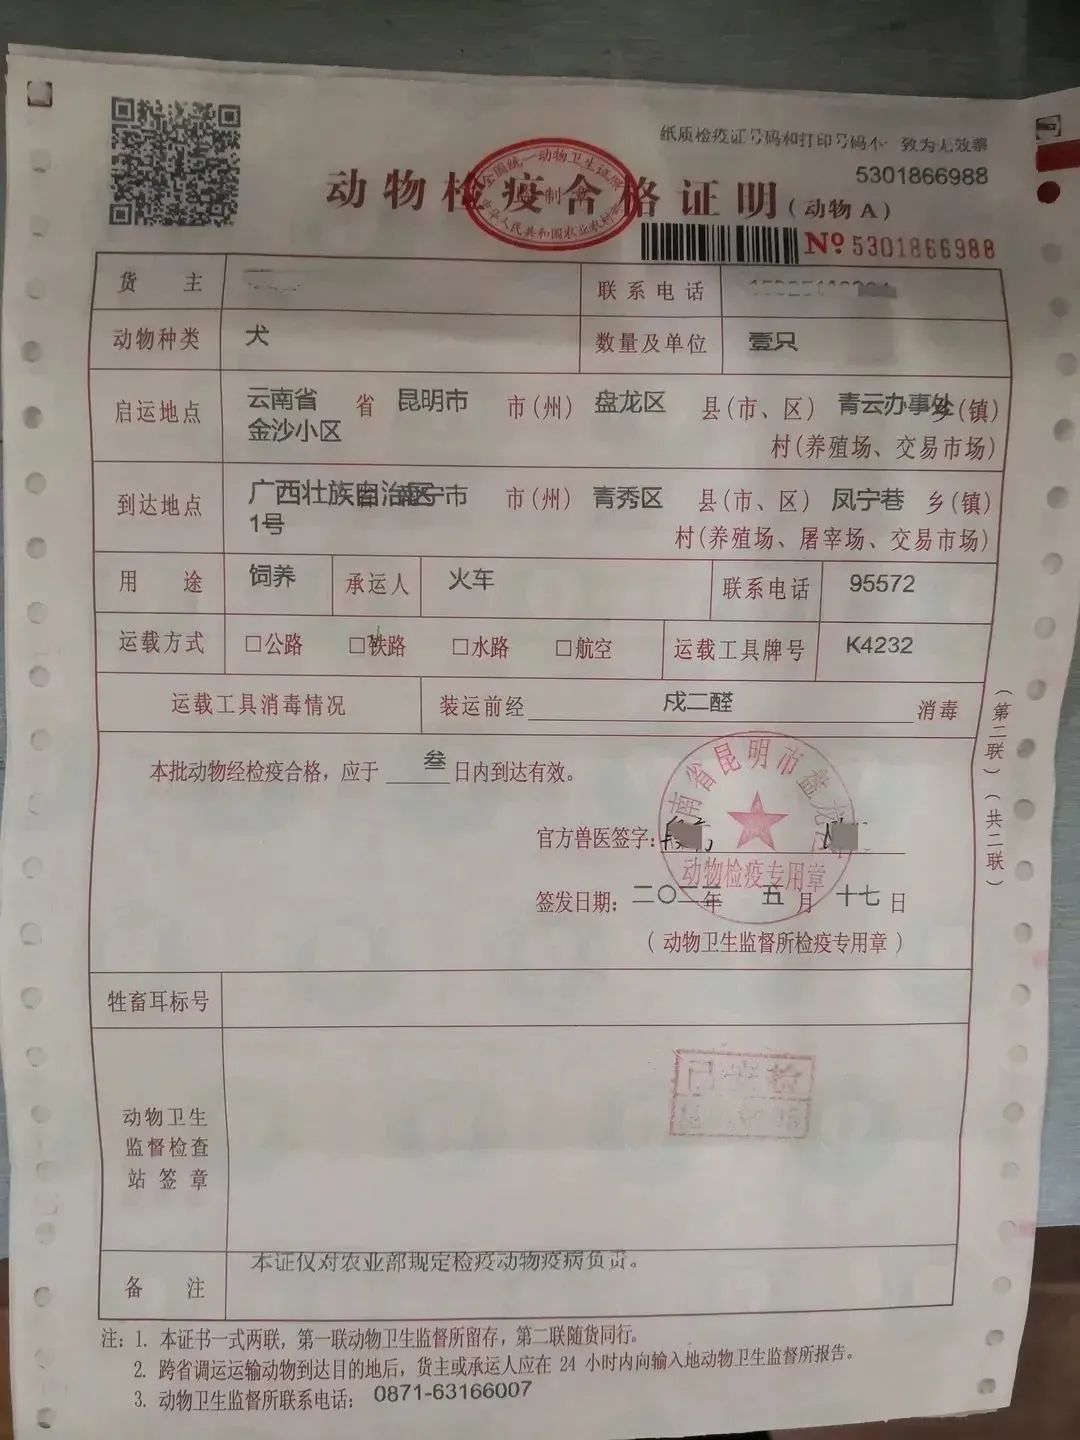 纸质检疫证号码和打印号码不一致为无效票
5301866988
动物检疫合格证明(动物A)
№5301866988
货主
联系电话
动物种类 犬 数量及单位 壹只
启运地点 云南省 省 昆明市 市(州) 盘龙区 县(市、区) 青云办事处 乡(镇)
金沙小区 村(养殖场、交易市场)
到达地点 广西壮族自治区 省 南宁市 市(州) 青秀区 县(市、区) 凤宁巷 乡(镇)
1号 村(养殖场、屠宰场、交易市场)
用途 饲养 承运人 火车 联系电话 95572
运载方式 □公路 □铁路 □水路 □航空 运载工具牌号 K4232
运载工具消毒情况 装运前经 戍二醛 消毒
本批动物经检疫合格，应于 叁 日内到达有效。
官方兽医签字：
动物检疫专用章
签发日期： 年 五 月 十七 日
(动物卫生监督所检疫专用章)
(第二联)(共二联)
牲畜耳标号
动物卫生
监督检查
站签章
备注 本证仅对农业部规定检疫动物疫病负责。
注：1. 本证书一式两联，第一联动物卫生监督所留存，第二联随货同行。
2. 跨省调运运输动物到达目的地后，货主或承运人应在 24 小时内向输入地动物卫生监督所报告。
3. 动物卫生监督所联系电话： 0871-63166007